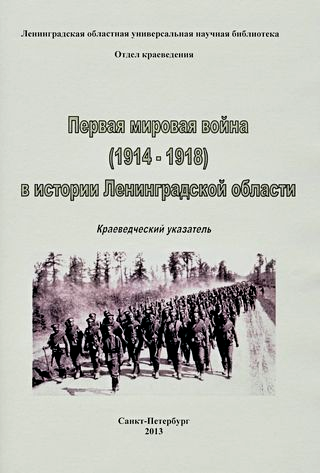 Ленинградская областная универсальная научная библиотека
Отдел краеведения
Первая мировая война
(1914 - 1918)
в истории Ленинградской области
Краеведческий указатель
Санкт-Петербург
2013